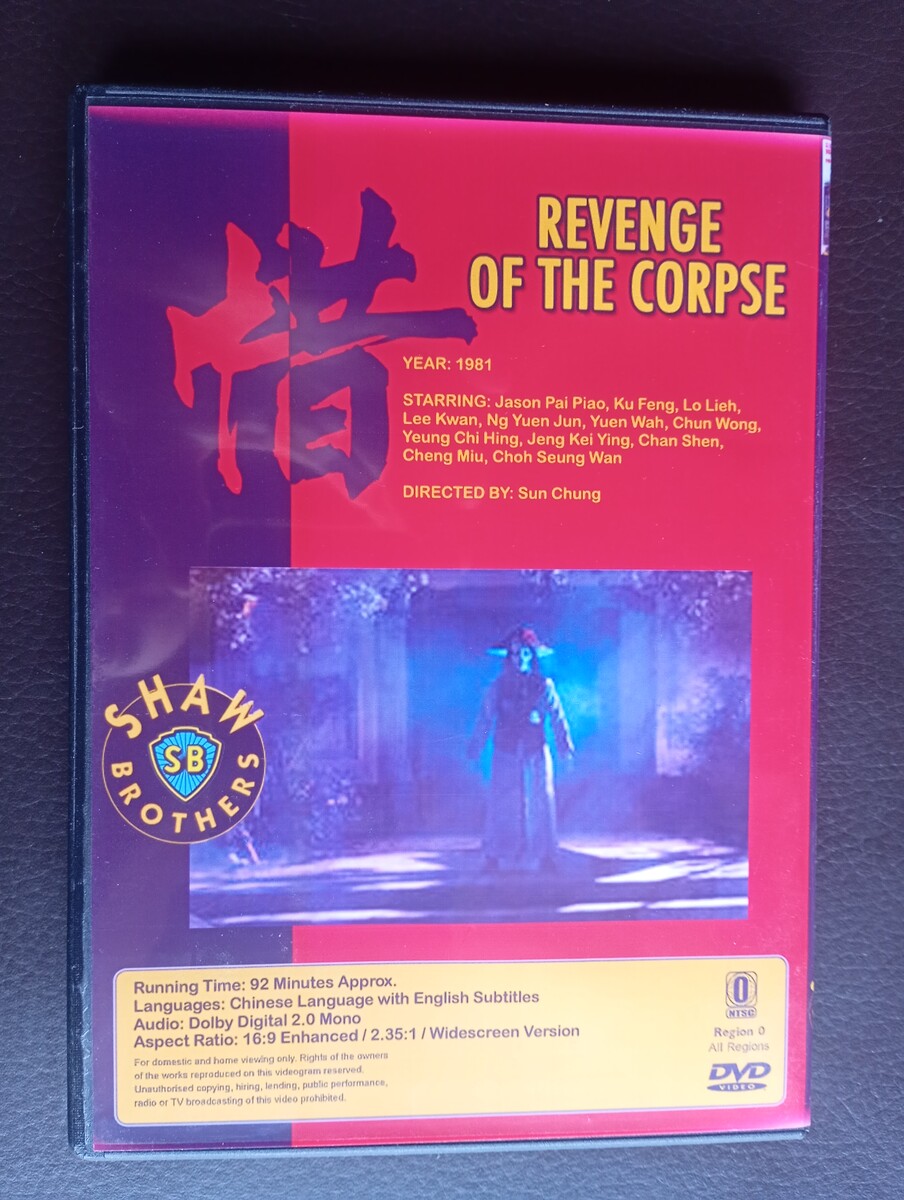 惜
REVENGE
OF THE CORPSE
YEAR: 1981
STARRING: Jason Pai Piao, Ku Feng, Lo Lieh,
Lee Kwan, Ng Yuen Jun, Yuen Wah, Chun Wong,
Yeung Chi Hing, Jeng Kei Ying, Chan Shen,
Cheng Miu, Choh Seung Wan
DIRECTED BY: Sun Chung
SHAW
SB
BROTHERS
Running Time: 92 Minutes Approx.
Languages: Chinese Language with English Subtitles
Audio: Dolby Digital 2.0 Mono
Aspect Ratio: 16:9 Enhanced / 2.35:1 / Widescreen Version
For domestic and home viewing only. Rights of the owners
of the works reproduced on this videogram reserved.
Unauthorised copying, hiring, lending, public performance,
radio or TV broadcasting of this video prohibited.
0
NTSC
Region 0
All Regions
DVD
VIDEO